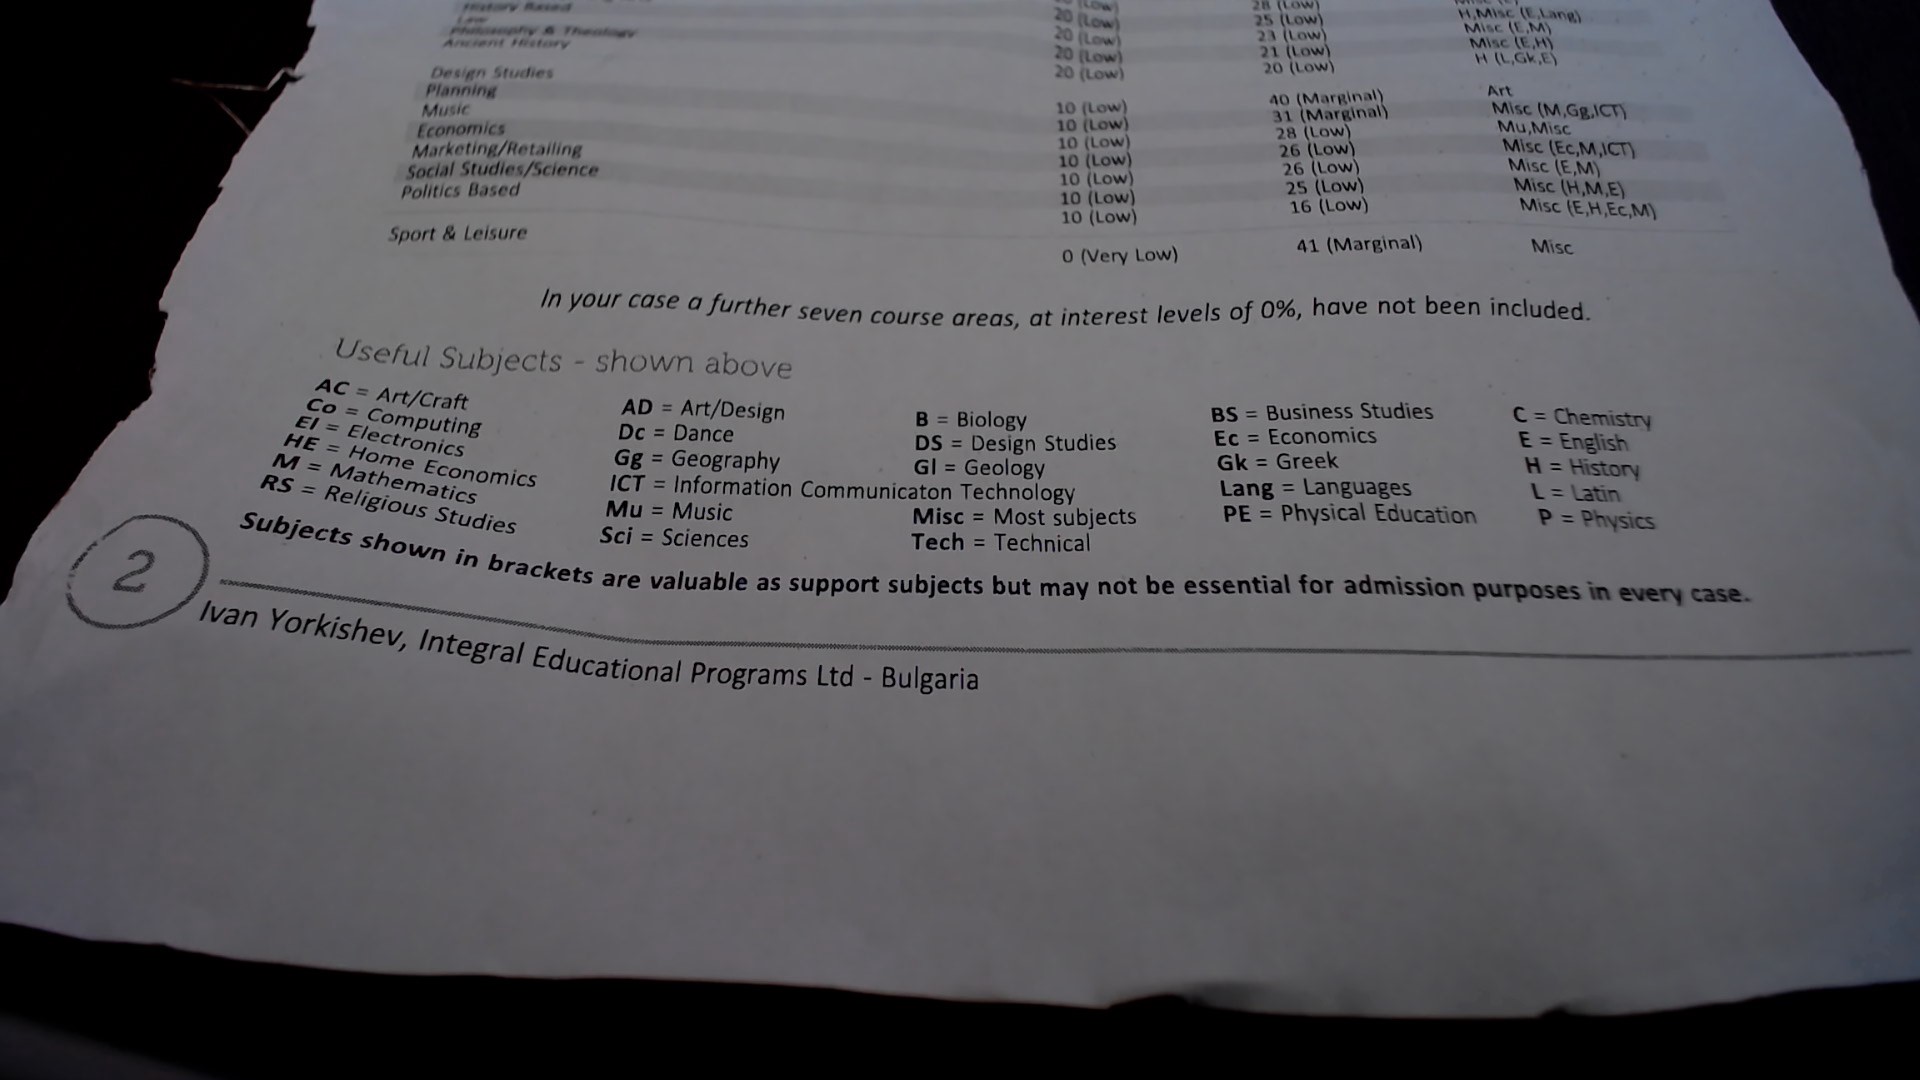 28 (Low)
History Based 20 (Low) 25 (Low) H,Misc (E,Lang)
Law 20 (Low) 23 (Low) Misc (E,M)
Philosophy & Theology 20 (Low) 21 (Low) Misc (E,H)
Ancient History 20 (Low) 20 (Low) H (L,Gk,E)
Design Studies 10 (Low) 40 (Marginal) Art
Planning 10 (Low) 31 (Marginal) Misc (M,Gg,ICT)
Music 10 (Low) 28 (Low) Mu,Misc
Economics 10 (Low) 26 (Low) Misc (Ec,M,ICT)
Marketing/Retailing 10 (Low) 26 (Low) Misc (E,M)
Social Studies/Science 10 (Low) 25 (Low) Misc (H,M,E)
Politics Based 10 (Low) 16 (Low) Misc (E,H,Ec,M)
Sport & Leisure 0 (Very Low) 41 (Marginal) Misc
In your case a further seven course areas, at interest levels of 0%, have not been included.
Useful Subjects - shown above
AC = Art/Craft AD = Art/Design B = Biology BS = Business Studies C = Chemistry
Co = Computing Dc = Dance DS = Design Studies Ec = Economics E = English
El = Electronics Gg = Geography Gl = Geology Gk = Greek H = History
HE = Home Economics ICT = Information Communicaton Technology Lang = Languages L = Latin
M = Mathematics Mu = Music Misc = Most subjects PE = Physical Education P = Physics
RS = Religious Studies Sci = Sciences Tech = Technical
Subjects shown in brackets are valuable as support subjects but may not be essential for admission purposes in every case.
2
Ivan Yorkishev, Integral Educational Programs Ltd - Bulgaria